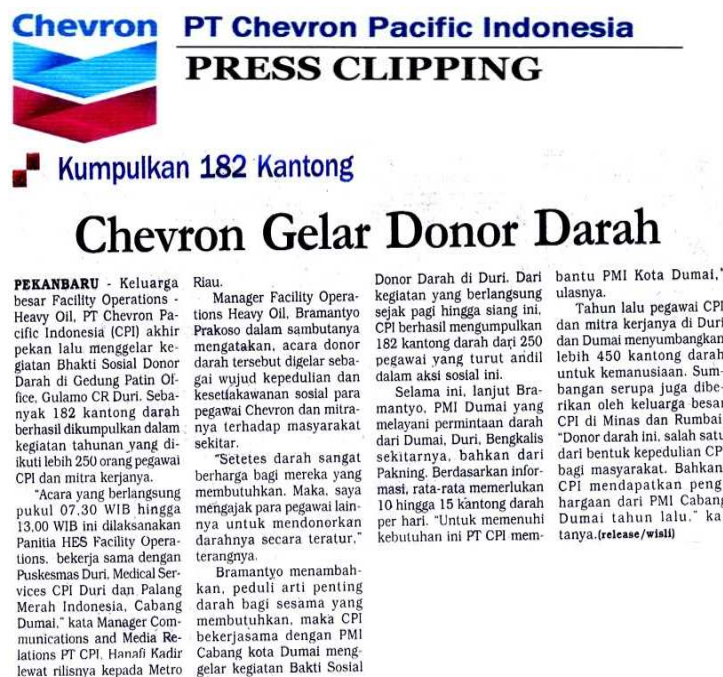 Chevron
PT Chevron Pacific Indonesia
PRESS CLIPPING
Kumpulkan 182 Kantong
Chevron Gelar Donor Darah
PEKANBARU - Keluarga
besar Facility Operations -
Heavy Oil, PT Chevron Pa-
cific Indonesia (CPI) akhir
pekan lalu menggelar ke-
giatan Bhakti Sosial Donor
Darah di Gedung Patin Of-
fice, Gulamo CR Duri. Seba-
nyak 182 kantong darah
berhasil dikumpulkan dalam
kegiatan tahunan yang di-
ikuti lebih 250 orang pegawai
CPI dan mitra kerjanya.
"Acara yang berlangsung
pukul 07.30 WIB hingga
13.00 WIB ini dilaksanakan
Panitia HES Facility Opera-
tions, bekerja sama dengan
Puskesmas Duri, Medical Ser-
vices CPI Duri dan Palang
Merah Indonesia, Cabang
Dumai," kata Manager Com-
munications and Media Re-
lations PT CPI, Hanafi Kadir
lewat rilisnya kepada Metro
Riau.
Manager Facility Opera-
tions Heavy Oil, Bramantyo
Prakoso dalam sambutanya
mengatakan, acara donor
darah tersebut digelar seba-
gai wujud kepedulian dan
kesetiakawanan sosial para
pegawai Chevron dan mitra-
nya terhadap masyarakat
sekitar.
"Setetes darah sangat
berharga bagi mereka yang
membutuhkan. Maka, saya
mengajak para pegawai lain-
nya untuk mendonorkan
darahnya secara teratur,"
terangnya.
Bramantyo menambah-
kan, peduli arti penting
darah bagi sesama yang
membutuhkan, maka CPI
bekerjasama dengan PMI
Cabang kota Dumai meng-
gelar kegiatan Bakti Sosial
Donor Darah di Duri. Dari
kegiatan yang berlangsung
sejak pagi hingga siang ini,
CPI berhasil mengumpulkan
182 kantong darah dari 250
pegawai yang turut andil
dalam aksi sosial ini.
Selama ini, lanjut Bra-
mantyo, PMI Dumai yang
melayani permintaan darah
dari Dumai, Duri, Bengkalis
sekitarnya, bahkan dari
Pakning. Berdasarkan infor-
masi, rata-rata memerlukan
10 hingga 15 kantong darah
per hari. "Untuk memenuhi
kebutuhan ini PT CPI mem-
bantu PMI Kota Dumai,"
ulasnya.
Tahun lalu pegawai CPI
dan mitra kerjanya di Duri
dan Dumai menyumbangkan
lebih 450 kantong darah
untuk kemanusiaan. Sum-
bangan serupa juga dibe-
rikan oleh keluarga besar
CPI di Minas dan Rumbai.
"Donor darah ini, salah satu
dari bentuk kepedulian CPI
bagi masyarakat. Bahkan
CPI mendapatkan peng-
hargaan dari PMI Cabang
Dumai tahun lalu," ka-
tanya.(release/wisli)